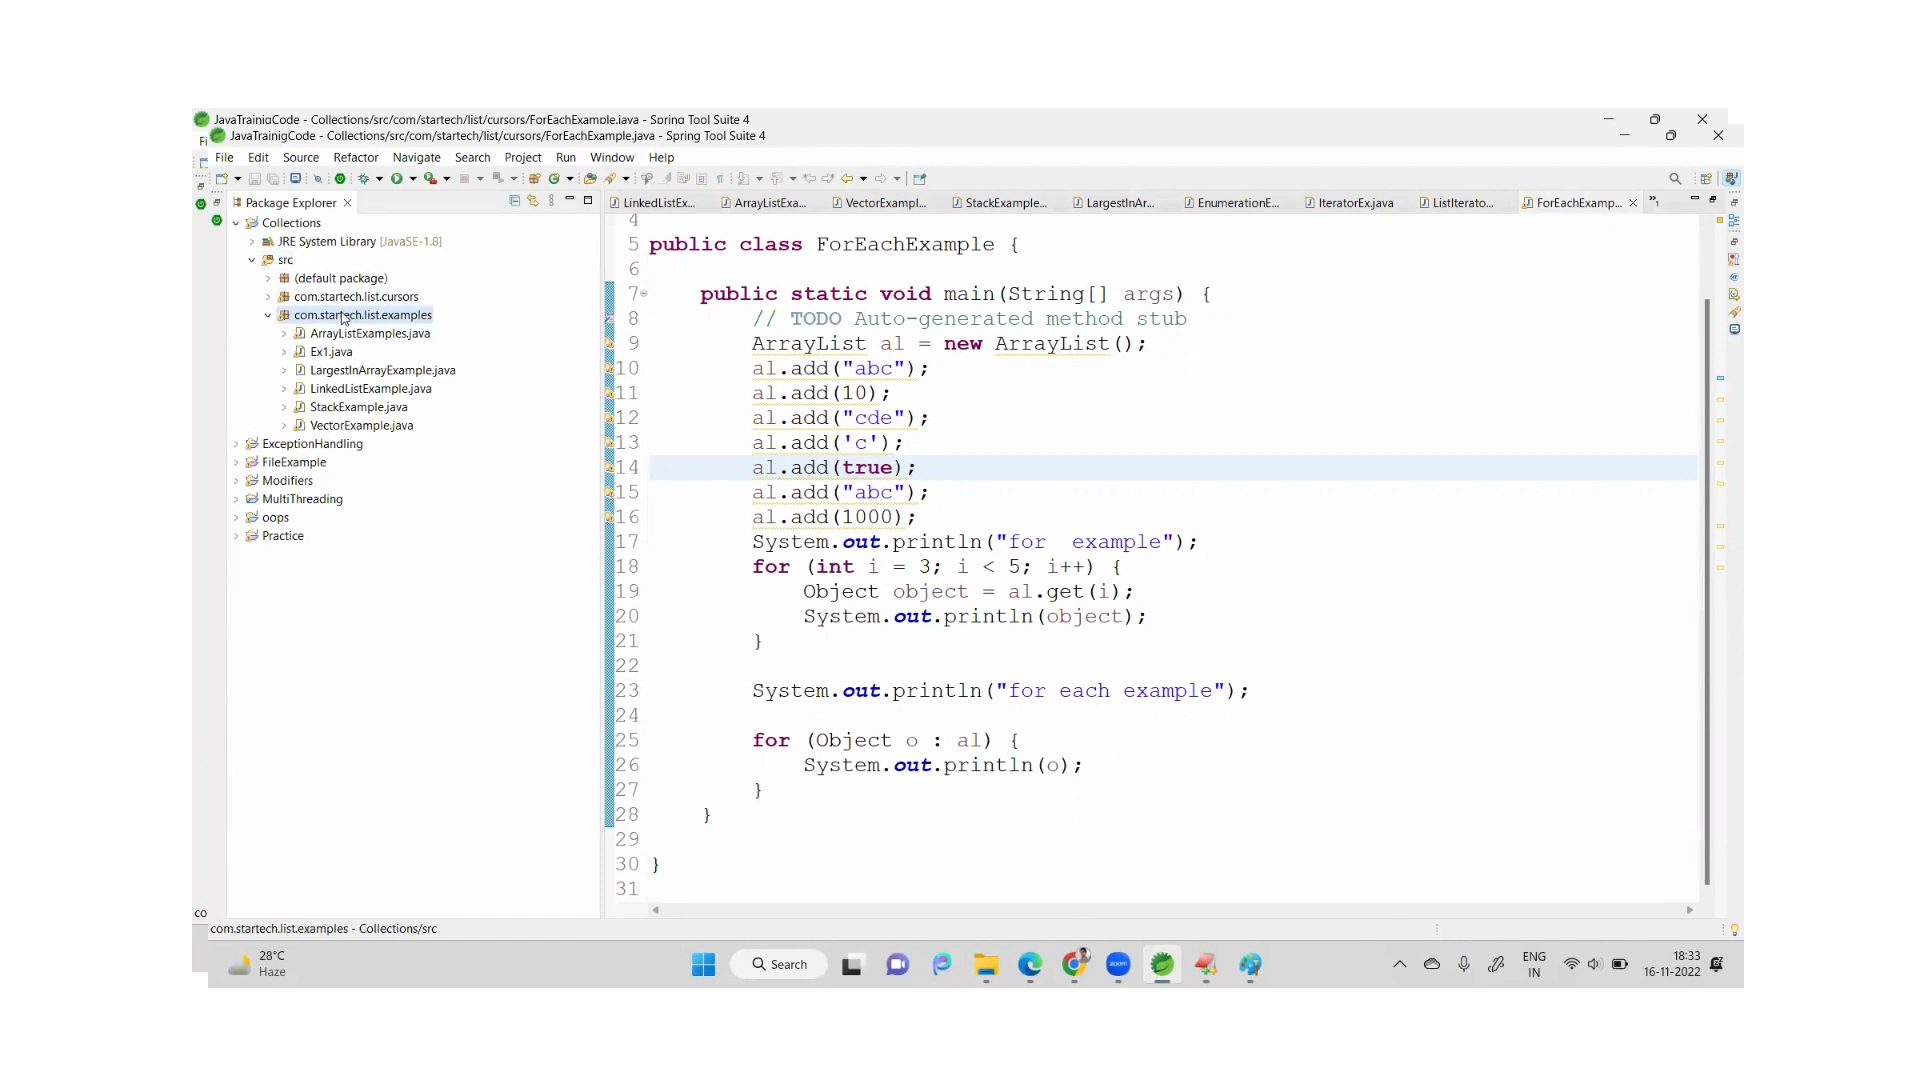 JavaTrainigCode - Collections/src/com/startech/list/cursors/ForEachExample.java - Spring Tool Suite 4
JavaTrainigCode - Collections/src/com/startech/list/cursors/ForEachExample.java - Spring Tool Suite 4
Fi
File Edit Source Refactor Navigate Search Project Run Window Help
Package Explorer
LinkedListEx... ArrayListExa... VectorExampl... StackExample... LargestInAr... EnumerationE... IteratorEx.java ListIterato... ForEachExamp... »1
Collections
JRE System Library [JavaSE-1.8]
src
(default package)
com.startech.list.cursors
com.startech.list.examples
ArrayListExamples.java
Ex1.java
LargestInArrayExample.java
LinkedListExample.java
StackExample.java
VectorExample.java
ExceptionHandling
FileExample
Modifiers
MultiThreading
oops
Practice
4
5 public class ForEachExample {
6
7 public static void main(String[] args) {
8 // TODO Auto-generated method stub
9 ArrayList al = new ArrayList();
10 al.add("abc");
11 al.add(10);
12 al.add("cde");
13 al.add('c');
14 al.add(true);
15 al.add("abc");
16 al.add(1000);
17 System.out.println("for  example");
18 for (int i = 3; i < 5; i++) {
19 Object object = al.get(i);
20 System.out.println(object);
21 }
22
23 System.out.println("for each example");
24
25 for (Object o : al) {
26 System.out.println(o);
27 }
28 }
29
30 }
31
co
com.startech.list.examples - Collections/src
28°C
Haze
Search
zoom
ENG
IN
18:33
16-11-2022